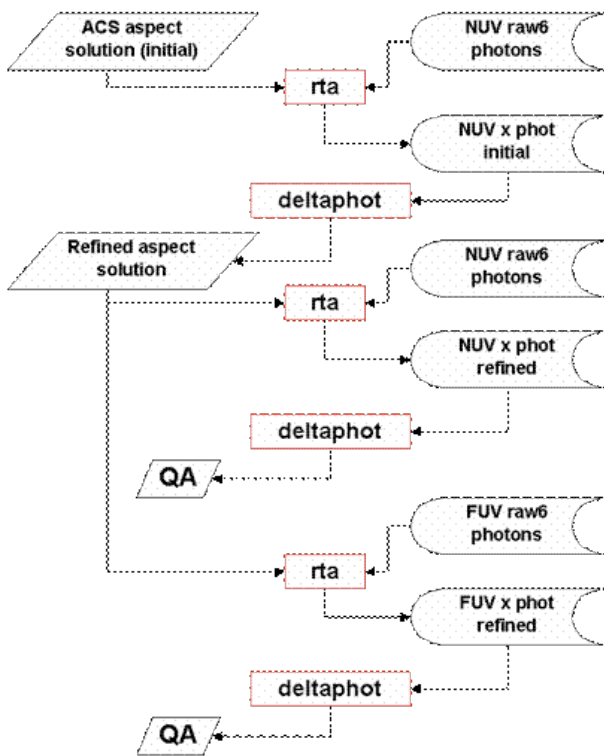 ACS aspect
solution (initial)
NUV raw6
photons
rta
NUV x phot
initial
deltaphot
Refined aspect
solution
NUV raw6
photons
rta
NUV x phot
refined
deltaphot
QA
FUV raw6
photons
rta
FUV x phot
refined
deltaphot
QA